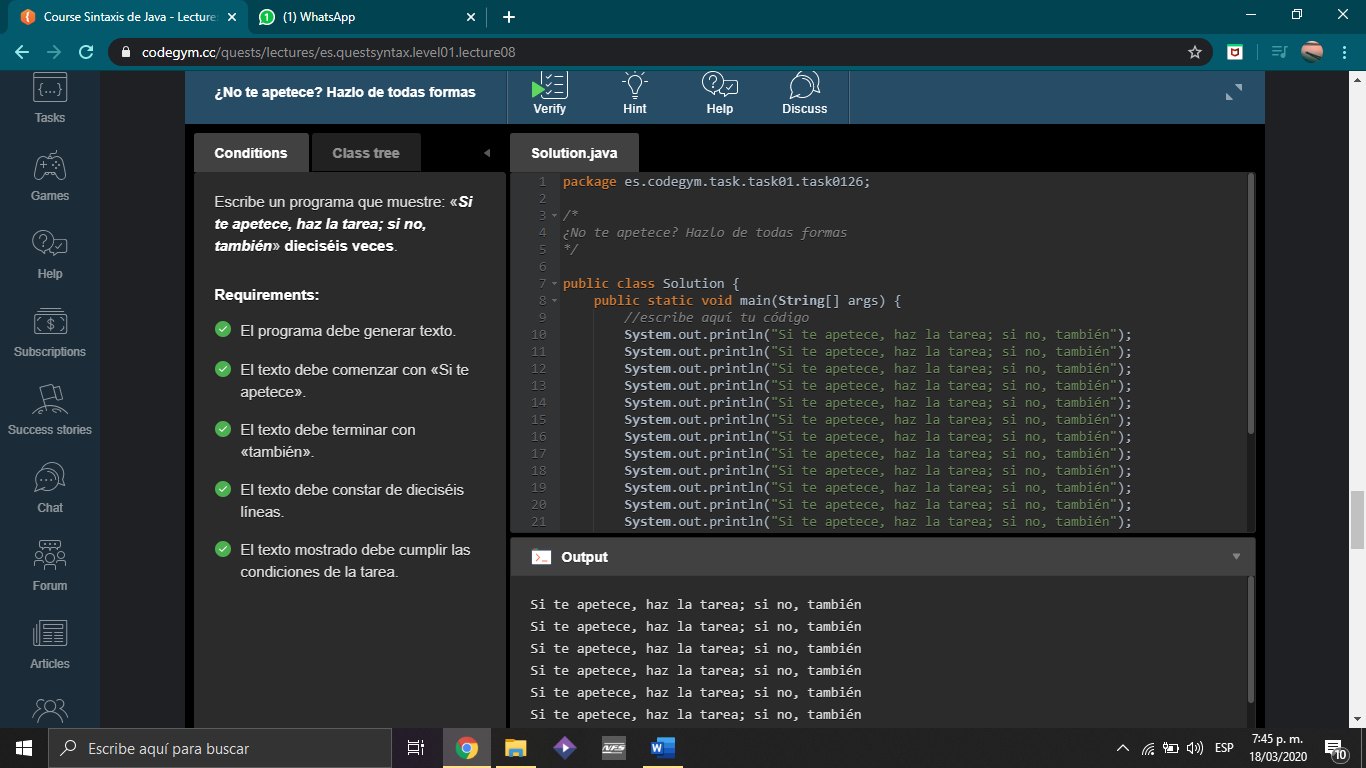 Course Sintaxis de Java - Lecture:
(1) WhatsApp
codegym.cc/quests/lectures/es.questsyntax.level01.lecture08
Tasks
Games
Help
Subscriptions
Success stories
Chat
Forum
Articles
¿No te apetece? Hazlo de todas formas
Verify
Hint
Help
Discuss
Conditions
Class tree
Escribe un programa que muestre: «Si
te apetece, haz la tarea; si no,
también» dieciséis veces.
Requirements:
El programa debe generar texto.
El texto debe comenzar con «Si te
apetece».
El texto debe terminar con
«también».
El texto debe constar de dieciséis
líneas.
El texto mostrado debe cumplir las
condiciones de la tarea.
Solution.java
1 package es.codegym.task.task01.task0126;
2
3 /*
4 ¿No te apetece? Hazlo de todas formas
5 */
6
7 public class Solution {
8 public static void main(String[] args) {
9 //escribe aquí tu código
10 System.out.println("Si te apetece, haz la tarea; si no, también");
11 System.out.println("Si te apetece, haz la tarea; si no, también");
12 System.out.println("Si te apetece, haz la tarea; si no, también");
13 System.out.println("Si te apetece, haz la tarea; si no, también");
14 System.out.println("Si te apetece, haz la tarea; si no, también");
15 System.out.println("Si te apetece, haz la tarea; si no, también");
16 System.out.println("Si te apetece, haz la tarea; si no, también");
17 System.out.println("Si te apetece, haz la tarea; si no, también");
18 System.out.println("Si te apetece, haz la tarea; si no, también");
19 System.out.println("Si te apetece, haz la tarea; si no, también");
20 System.out.println("Si te apetece, haz la tarea; si no, también");
21 System.out.println("Si te apetece, haz la tarea; si no, también");
Output
Si te apetece, haz la tarea; si no, también
Si te apetece, haz la tarea; si no, también
Si te apetece, haz la tarea; si no, también
Si te apetece, haz la tarea; si no, también
Si te apetece, haz la tarea; si no, también
Si te apetece, haz la tarea; si no, también
Escribe aquí para buscar
ESP
7:45 p. m.
18/03/2020
10